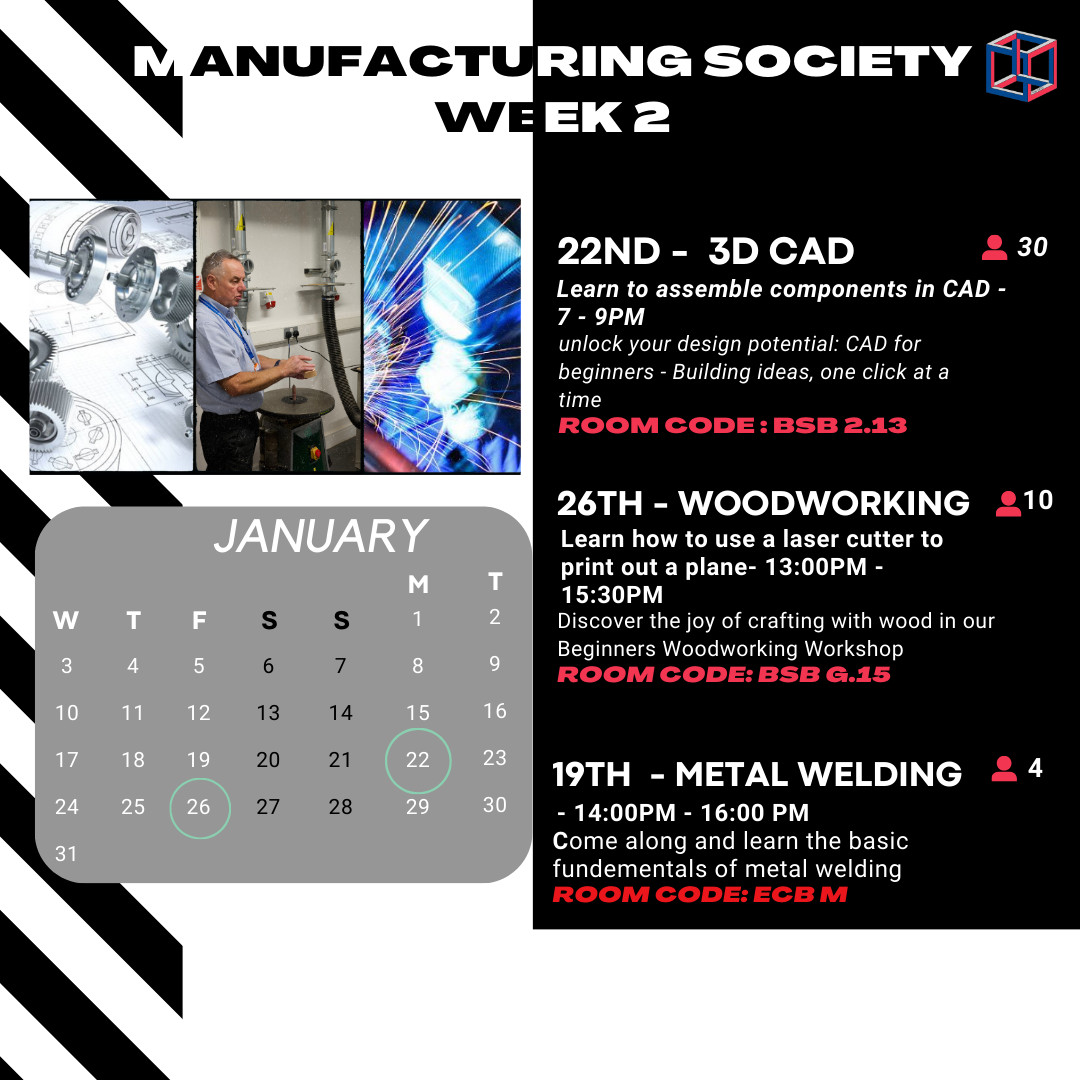 MANUFACTURING SOCIETY
WEEK 2
22ND - 3D CAD
30
Learn to assemble components in CAD -
7 - 9PM
unlock your design potential: CAD for
beginners - Building ideas, one click at a
time
ROOM CODE : BSB 2.13
26TH - WOODWORKING
10
Learn how to use a laser cutter to
print out a plane- 13:00PM -
15:30PM
Discover the joy of crafting with wood in our
Beginners Woodworking Workshop
ROOM CODE: BSB G.15
19TH - METAL WELDING
4
- 14:00PM - 16:00 PM
Come along and learn the basic
fundementals of metal welding
ROOM CODE: ECB M
JANUARY
W T F S S M T
1 2
3 4 5 6 7 8 9
10 11 12 13 14 15 16
17 18 19 20 21 22 23
24 25 26 27 28 29 30
31